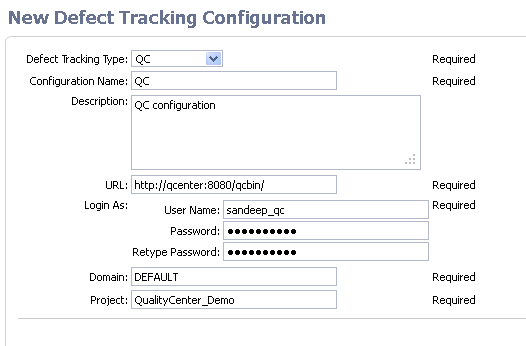 New Defect Tracking Configuration
Defect Tracking Type: QC Required
Configuration Name: QC Required
Description: QC configuration
URL: http://qcenter:8080/qcbin/ Required
Login As: User Name: sandeep_qc Required
Password: ●●●●●●●●●●
Retype Password: ●●●●●●●●●●
Domain: DEFAULT Required
Project: QualityCenter_Demo Required